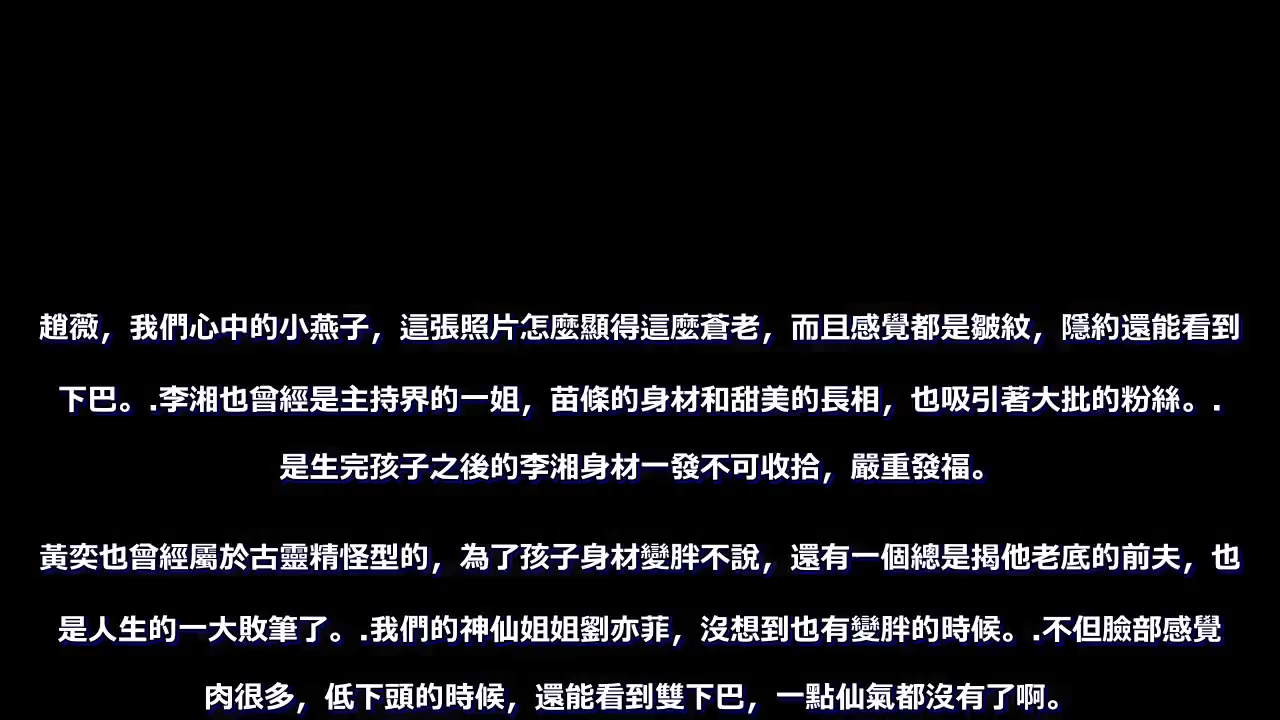 趙薇，我們心中的小燕子，這張照片怎麼顯得這麼蒼老，而且感覺都是皺紋，隱約還能看到
下巴。.李湘也曾經是主持界的一姐，苗條的身材和甜美的長相，也吸引著大批的粉絲。.
是生完孩子之後的李湘身材一發不可收拾，嚴重發福。
黃奕也曾經屬於古靈精怪型的，為了孩子身材變胖不說，還有一個總是揭他老底的前夫，也
是人生的一大敗筆了。.我們的神仙姐姐劉亦菲，沒想到也有變胖的時候。.不但臉部感覺
肉很多，低下頭的時候，還能看到雙下巴，一點仙氣都沒有了啊。